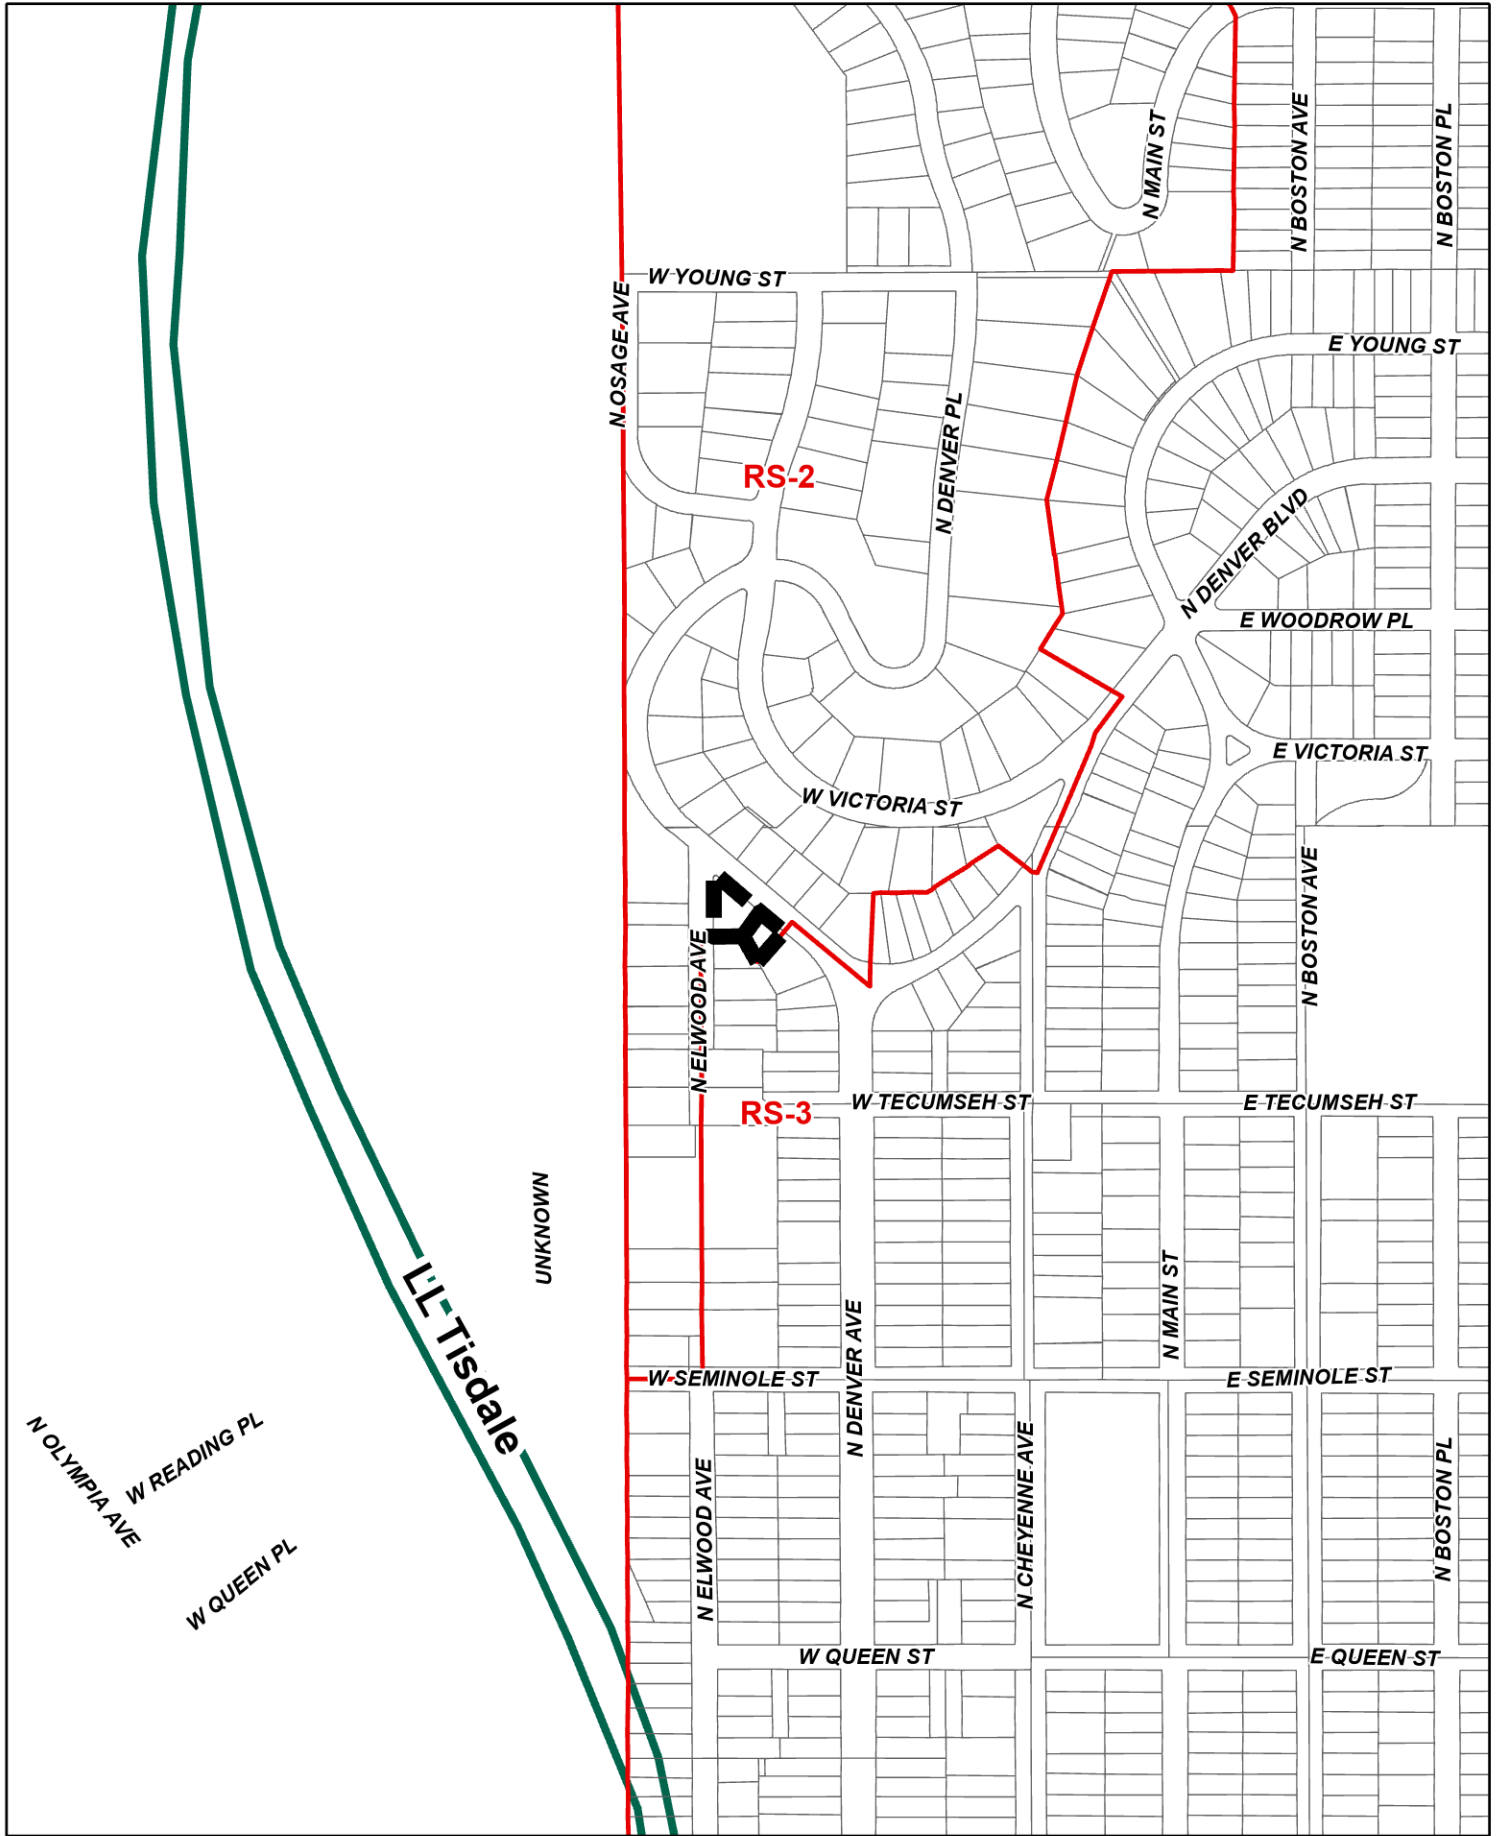 N BOSTON AVE
N BOSTON PL
N MAIN ST
W YOUNG ST
N OSAGE AVE
E YOUNG ST
RS-2
N DENVER PL
N DENVER BLVD
E WOODROW PL
E VICTORIA ST
W VICTORIA ST
N BOSTON AVE
N ELWOOD AVE
W TECUMSEH ST
E TECUMSEH ST
RS-3
UNKNOWN
LL Tisdale
N MAIN ST
N DENVER AVE
W SEMINOLE ST
E SEMINOLE ST
N OLYMPIA AVE
W READING PL
W QUEEN PL
N ELWOOD AVE
N CHEYENNE AVE
N BOSTON PL
W QUEEN ST
E QUEEN ST